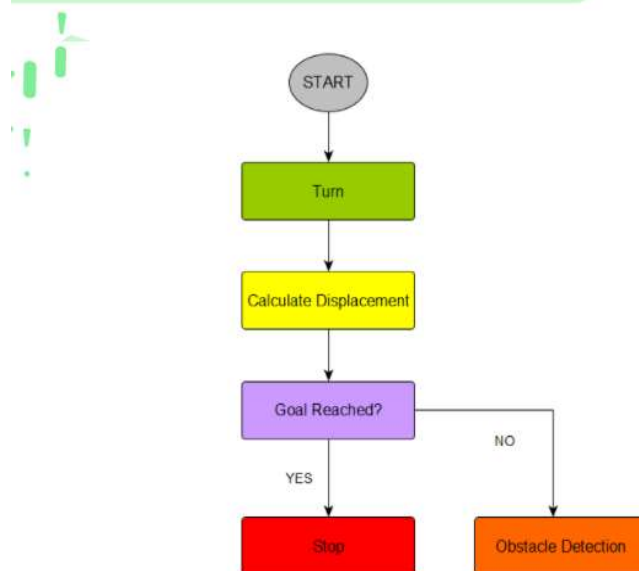 START
Turn
Calculate Displacement
Goal Reached?
NO
YES
Stop
Obstacle Detection